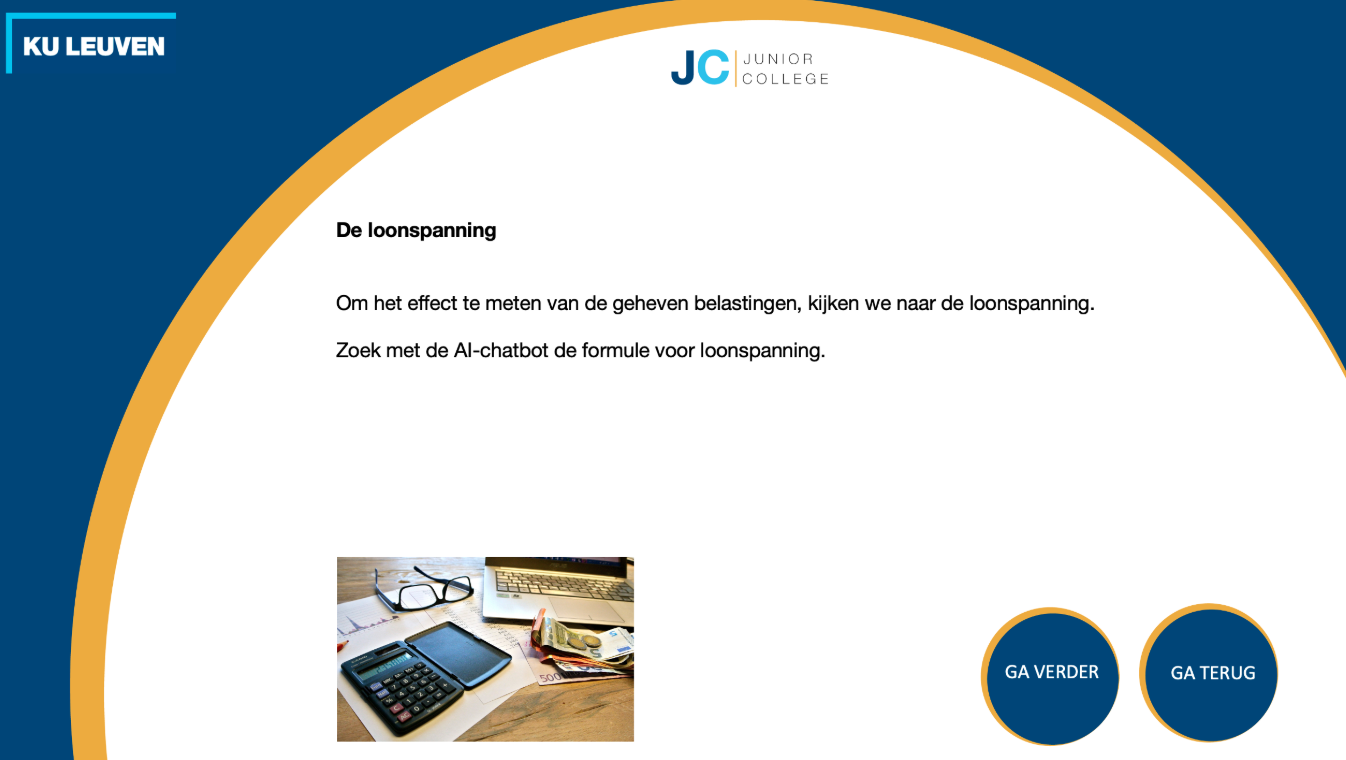 KU LEUVEN
JC JUNIOR
COLLEGE
De loonspanning
Om het effect te meten van de geheven belastingen, kijken we naar de loonspanning.
Zoek met de AI-chatbot de formule voor loonspanning.
500
GA VERDER
GA TERUG